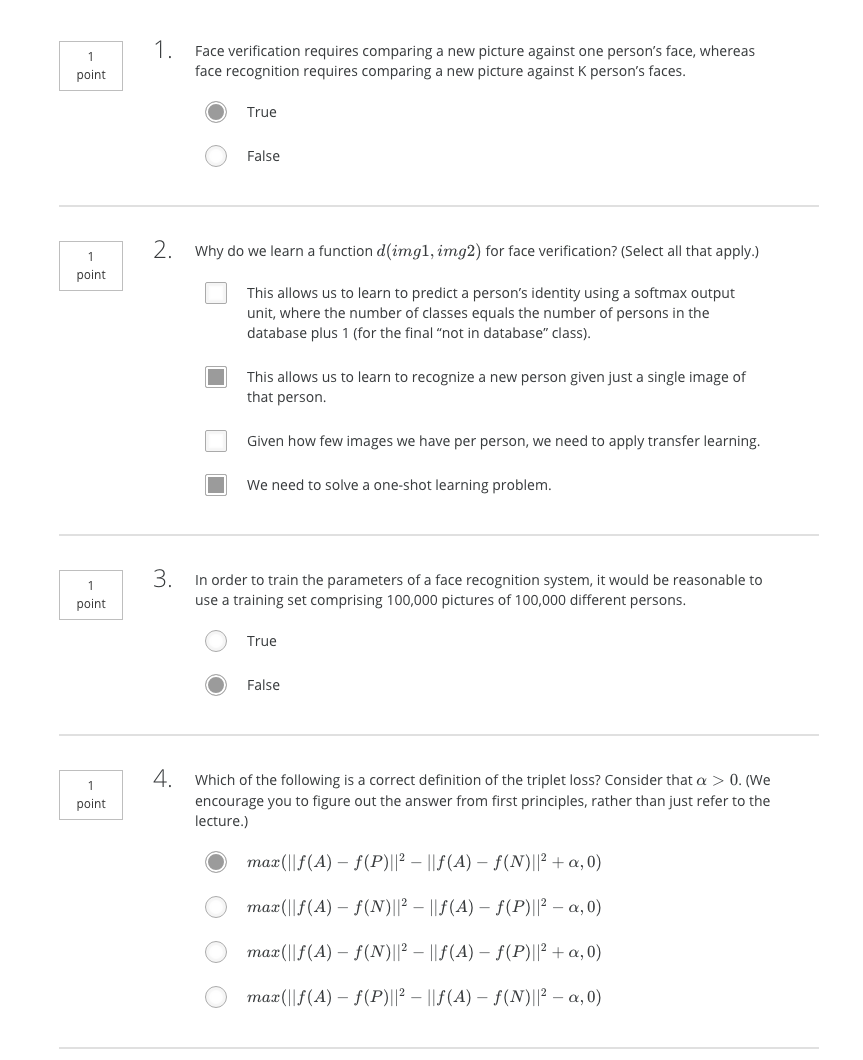 1
point
1.
Face verification requires comparing a new picture against one person’s face, whereas
face recognition requires comparing a new picture against K person’s faces.
True
False
1
point
2.
Why do we learn a function d(img1, img2) for face verification? (Select all that apply.)
This allows us to learn to predict a person’s identity using a softmax output
unit, where the number of classes equals the number of persons in the
database plus 1 (for the final “not in database” class).
This allows us to learn to recognize a new person given just a single image of
that person.
Given how few images we have per person, we need to apply transfer learning.
We need to solve a one-shot learning problem.
1
point
3.
In order to train the parameters of a face recognition system, it would be reasonable to
use a training set comprising 100,000 pictures of 100,000 different persons.
True
False
1
point
4.
Which of the following is a correct definition of the triplet loss? Consider that α > 0. (We
encourage you to figure out the answer from first principles, rather than just refer to the
lecture.)
max(||f(A) − f(P)||² − ||f(A) − f(N)||² + α, 0)
max(||f(A) − f(N)||² − ||f(A) − f(P)||² − α, 0)
max(||f(A) − f(N)||² − ||f(A) − f(P)||² + α, 0)
max(||f(A) − f(P)||² − ||f(A) − f(N)||² − α, 0)